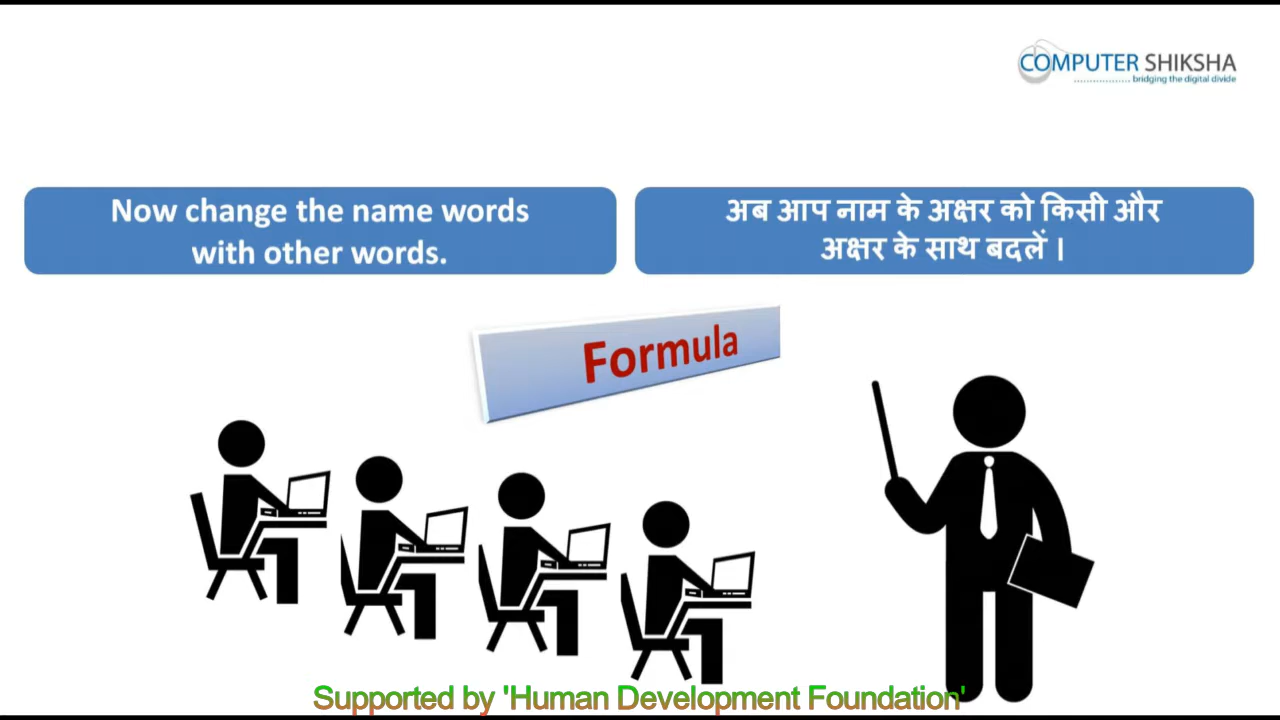 COMPUTER SHIKSHA
.................. bridging the digital divide
Now change the name words
with other words.
अब आप नाम के अक्षर को किसी और
अक्षर के साथ बदलें ।
Formula
Supported by 'Human Development Foundation'